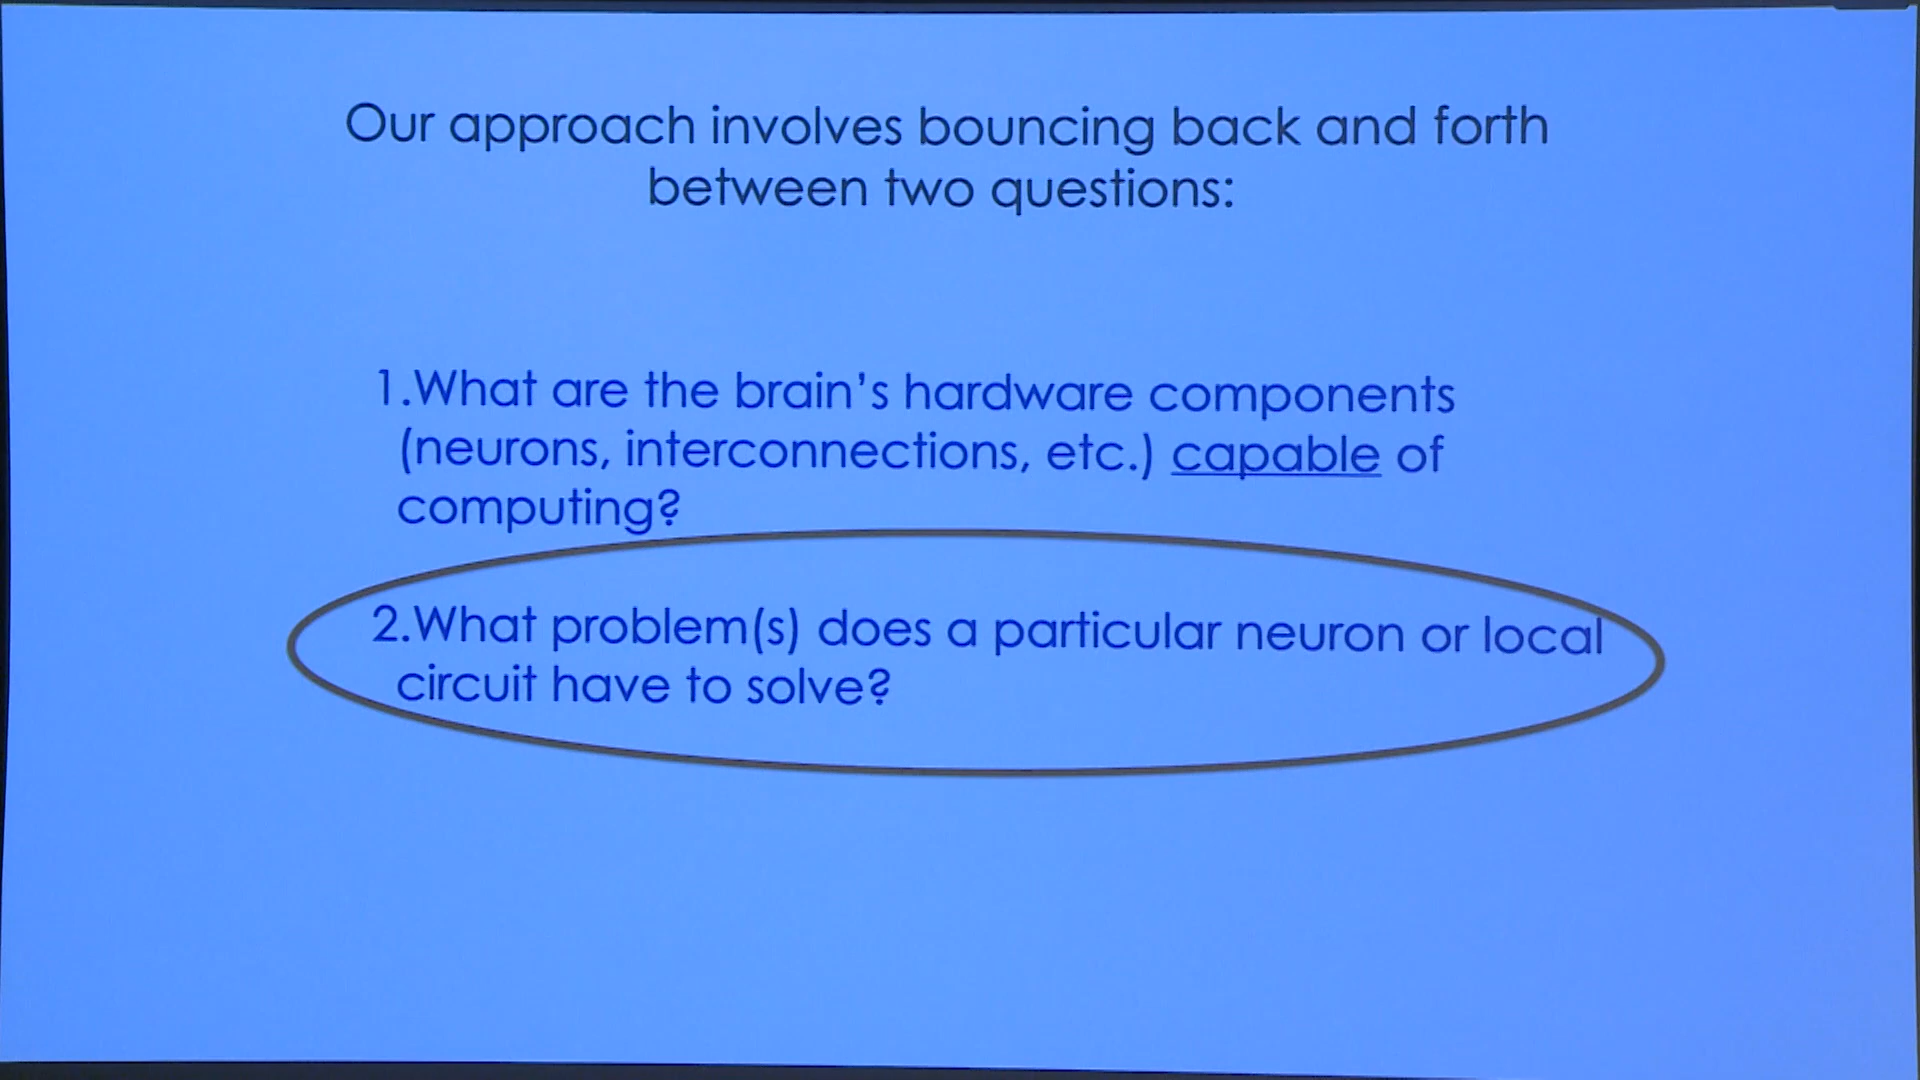 Our approach involves bouncing back and forth
between two questions:
1.What are the brain's hardware components
(neurons, interconnections, etc.) capable of
computing?
2.What problem(s) does a particular neuron or local
circuit have to solve?